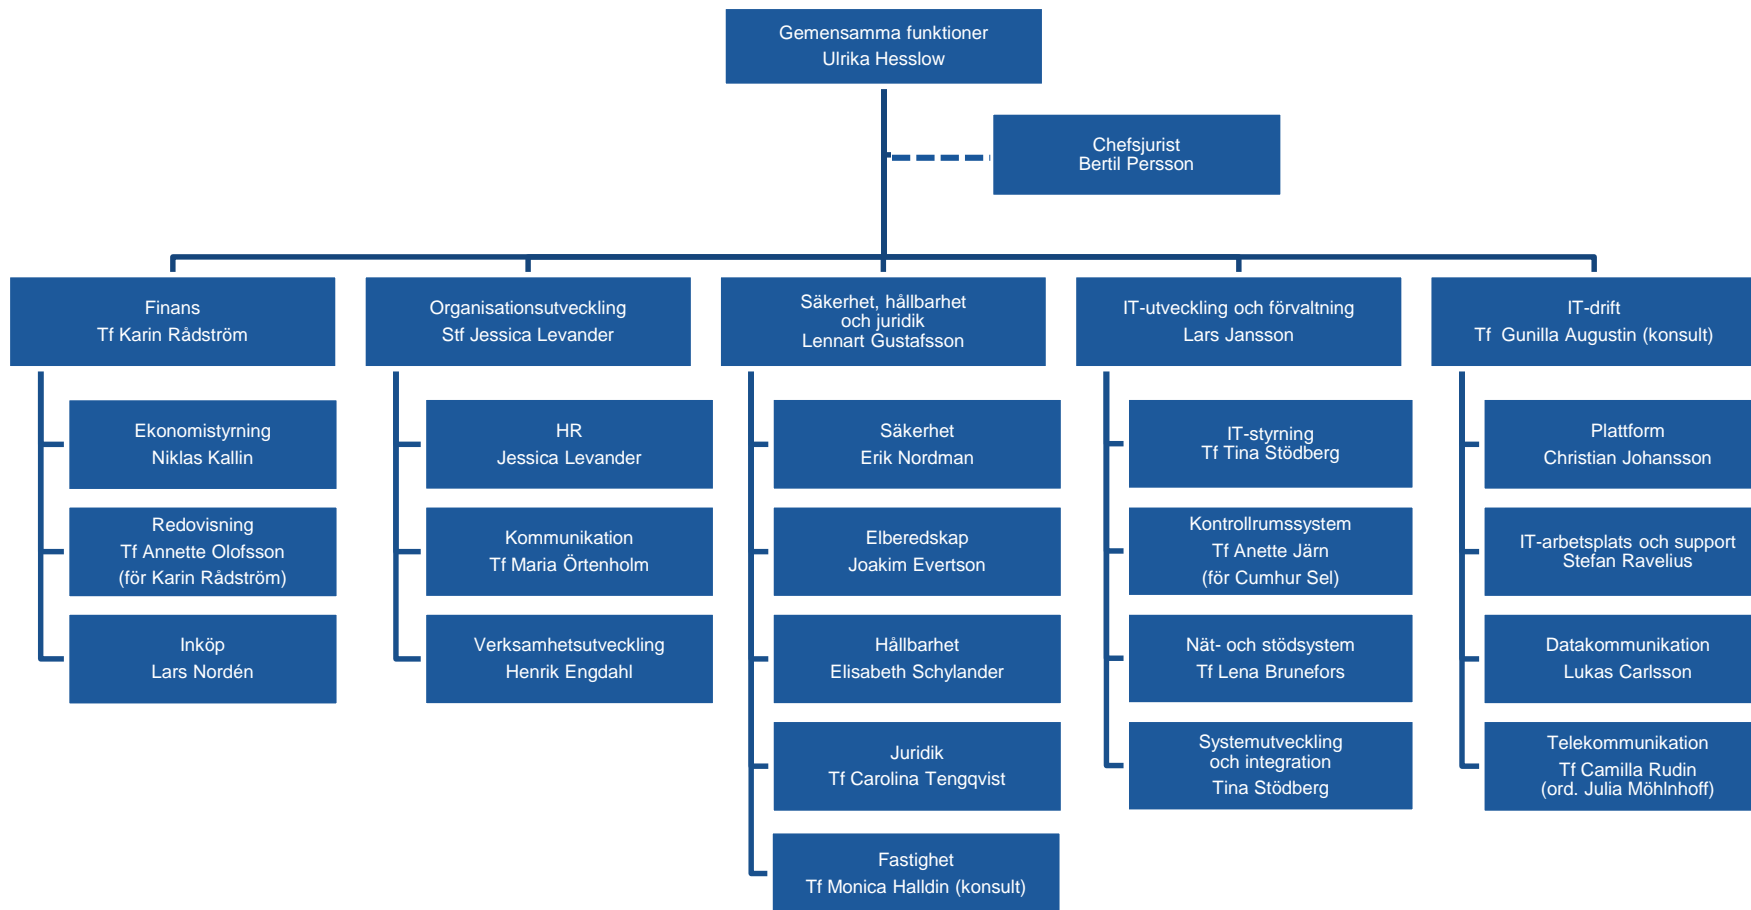 Gemensamma funktioner
Ulrika Hesslow
Chefsjurist
Bertil Persson
Finans
Tf Karin Rådström
Ekonomistyrning
Niklas Kallin
Redovisning
Tf Annette Olofsson
(för Karin Rådström)
Inköp
Lars Nordén
Organisationsutveckling
Stf Jessica Levander
HR
Jessica Levander
Kommunikation
Tf Maria Örtenholm
Verksamhetsutveckling
Henrik Engdahl
Säkerhet, hållbarhet
och juridik
Lennart Gustafsson
Säkerhet
Erik Nordman
Elberedskap
Joakim Evertson
Hållbarhet
Elisabeth Schylander
Juridik
Tf Carolina Tengqvist
Fastighet
Tf Monica Halldin (konsult)
IT-utveckling och förvaltning
Lars Jansson
IT-styrning
Tf Tina Stödberg
Kontrollrumssystem
Tf Anette Järn
(för Cumhur Sel)
Nät- och stödsystem
Tf Lena Brunefors
Systemutveckling
och integration
Tina Stödberg
IT-drift
Tf Gunilla Augustin (konsult)
Plattform
Christian Johansson
IT-arbetsplats och support
Stefan Ravelius
Datakommunikation
Lukas Carlsson
Telekommunikation
Tf Camilla Rudin
(ord. Julia Möhlnhoff)